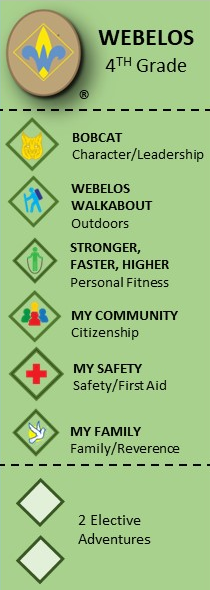 WEBELOS
4TH Grade
®
BOBCAT
Character/Leadership
WEBELOS
WALKABOUT
Outdoors
STRONGER,
FASTER, HIGHER
Personal Fitness
MY COMMUNITY
Citizenship
MY SAFETY
Safety/First Aid
MY FAMILY
Family/Reverence
2 Elective
Adventures